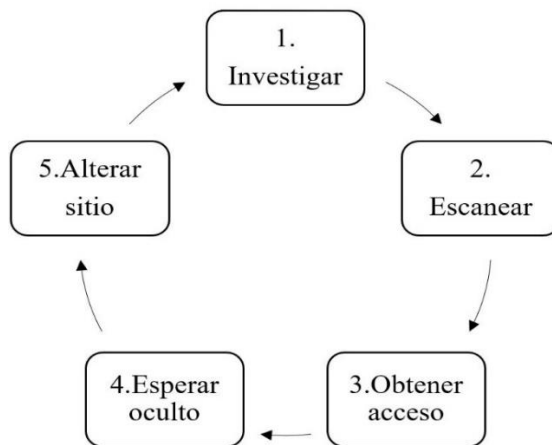 1.
Investigar
2.
Escanear
3.Obtener
acceso
4.Esperar
oculto
5.Alterar
sitio